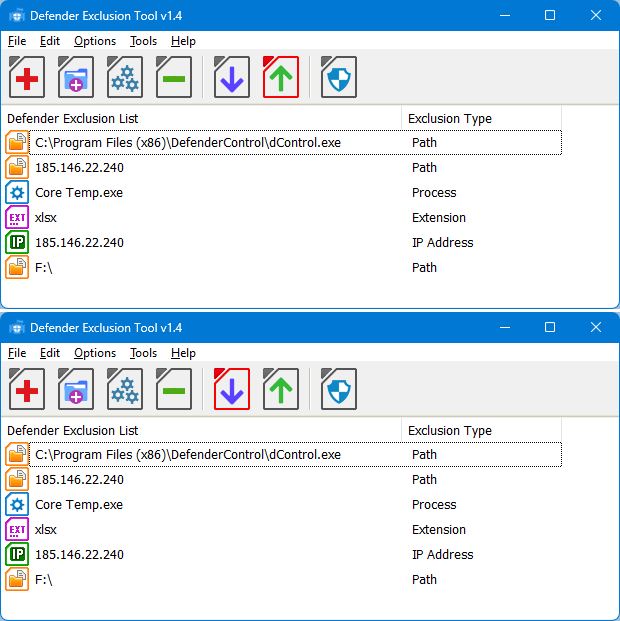 Defender Exclusion Tool v1.4
File Edit Options Tools Help
Defender Exclusion List Exclusion Type
C:\Program Files (x86)\DefenderControl\dControl.exe Path
185.146.22.240 Path
Core Temp.exe Process
EXT xlsx Extension
IP 185.146.22.240 IP Address
F:\ Path
Defender Exclusion Tool v1.4
File Edit Options Tools Help
Defender Exclusion List Exclusion Type
C:\Program Files (x86)\DefenderControl\dControl.exe Path
185.146.22.240 Path
Core Temp.exe Process
EXT xlsx Extension
IP 185.146.22.240 IP Address
F:\ Path